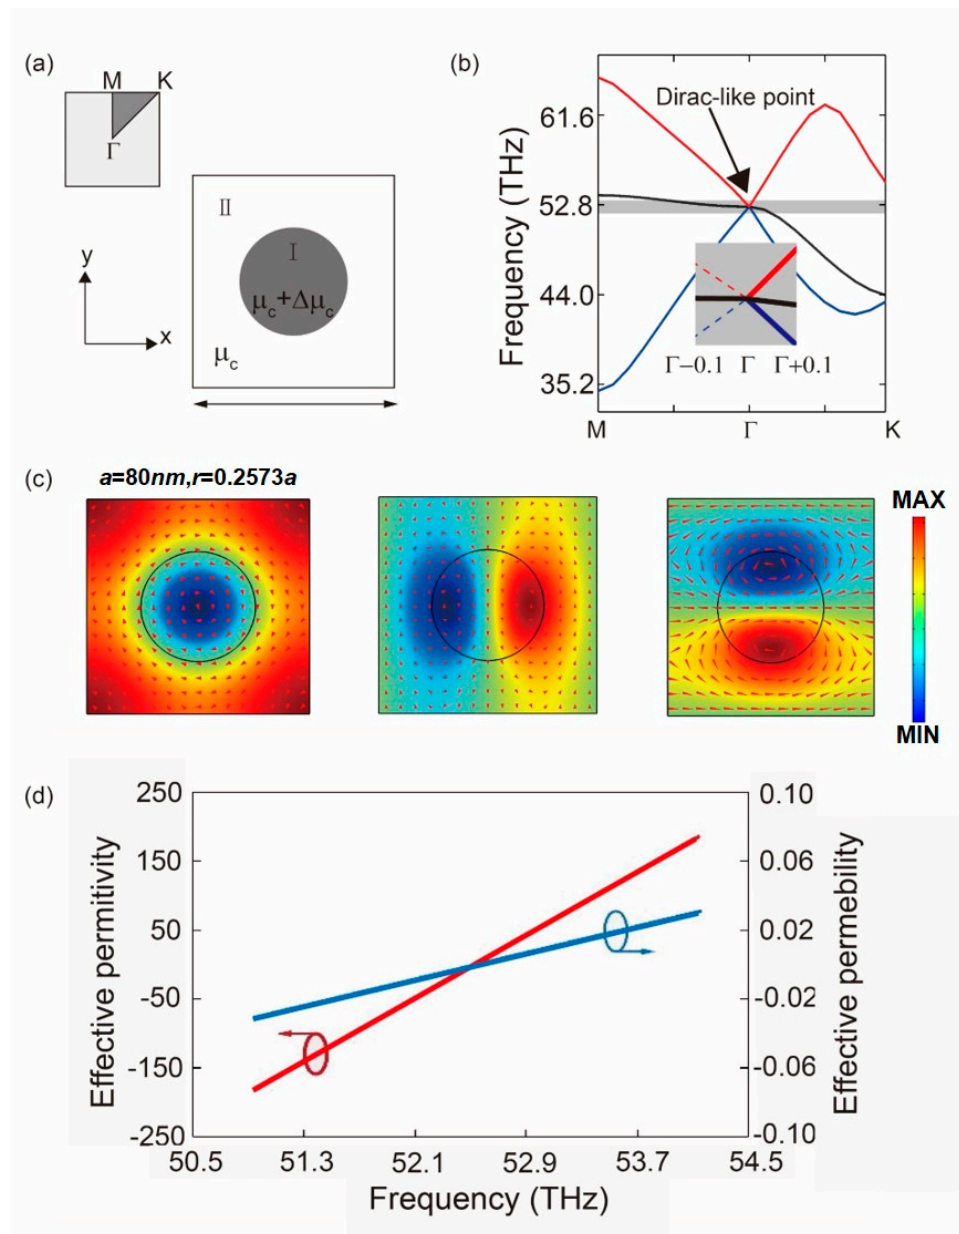 (a)
M K
Γ
II
I
μc+Δμc
μc
y
x
(b)
Dirac-like point
Frequency (THz)
61.6
52.8
44.0
35.2
Γ−0.1 Γ Γ+0.1
M Γ K
(c)
a=80nm,r=0.2573a
MAX
MIN
(d)
Effective permitivity
250
150
50
-50
-150
-250
0.10
0.06
0.02
-0.02
-0.06
-0.10
Effective permebility
50.5 51.3 52.1 52.9 53.7 54.5
Frequency (THz)